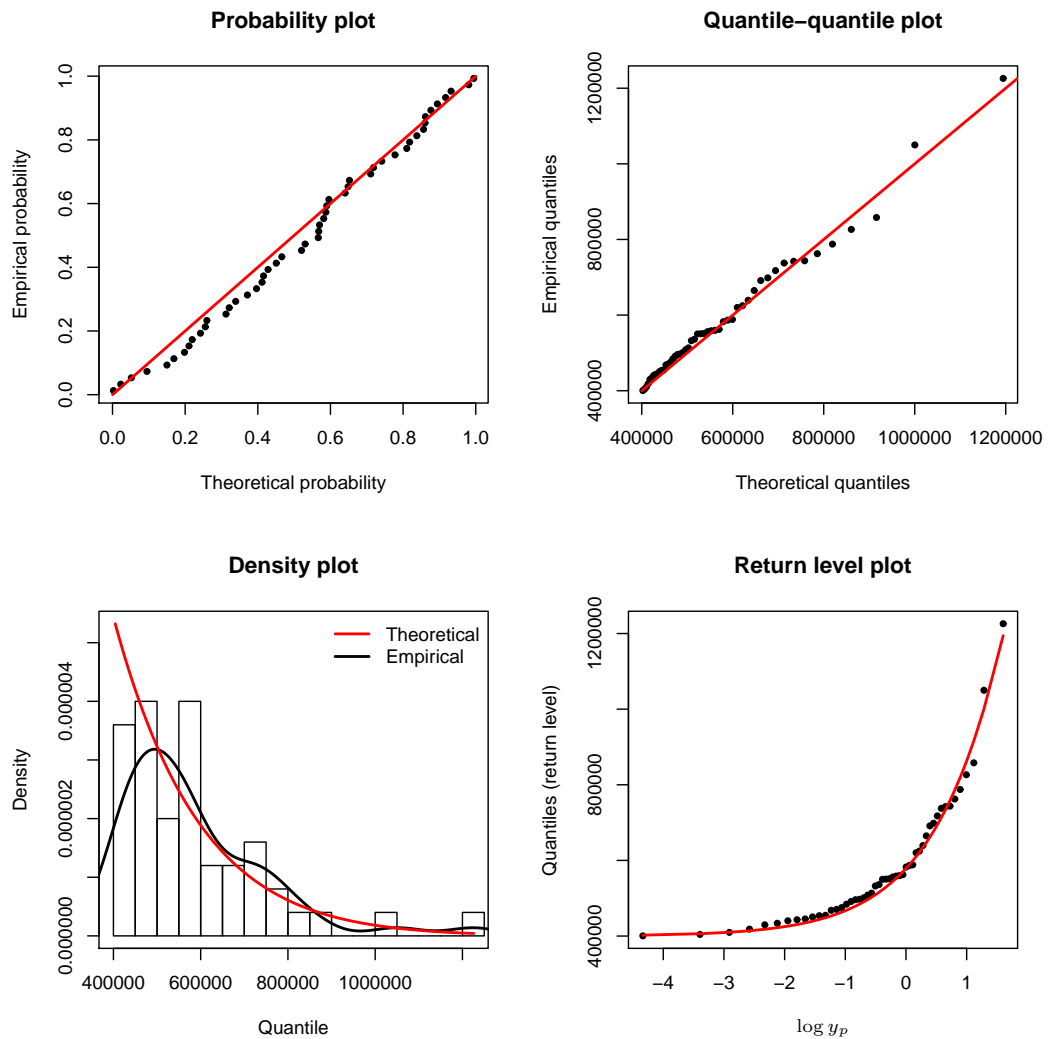 Probability plot
Empirical probability
0.0 0.2 0.4 0.6 0.8 1.0
0.0 0.2 0.4 0.6 0.8 1.0
Theoretical probability
Quantile−quantile plot
Empirical quantiles
400000 800000 1200000
400000 600000 800000 1000000 1200000
Theoretical quantiles
Density plot
Theoretical
Empirical
Density
0.000000 0.000002 0.000004
400000 600000 800000 1000000
Quantile
Return level plot
Quantiles (return level)
400000 800000 1200000
−4 −3 −2 −1 0 1
log y_p